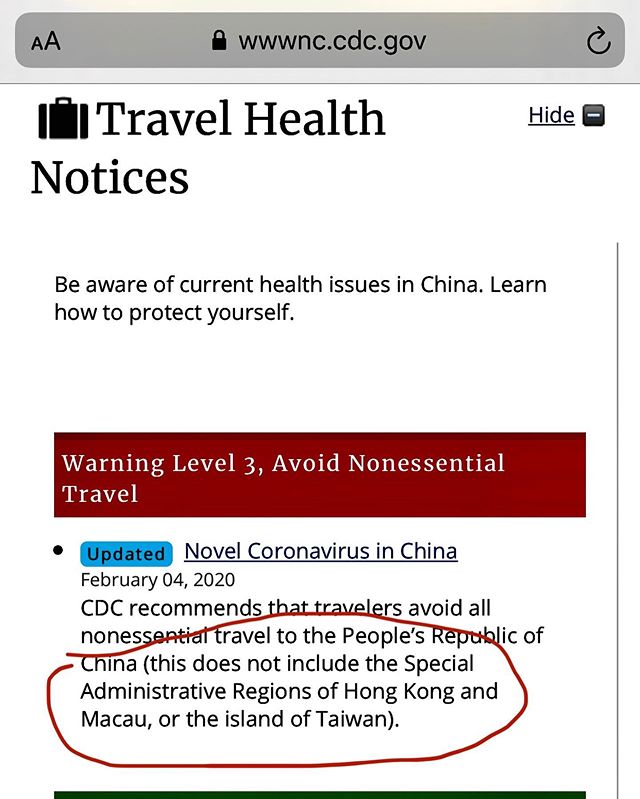 AA wwwnc.cdc.gov
Travel Health Hide
Notices
Be aware of current health issues in China. Learn
how to protect yourself.
Warning Level 3, Avoid Nonessential
Travel
Updated Novel Coronavirus in China
February 04, 2020
CDC recommends that travelers avoid all
nonessential travel to the People's Republic of
China (this does not include the Special
Administrative Regions of Hong Kong and
Macau, or the island of Taiwan).